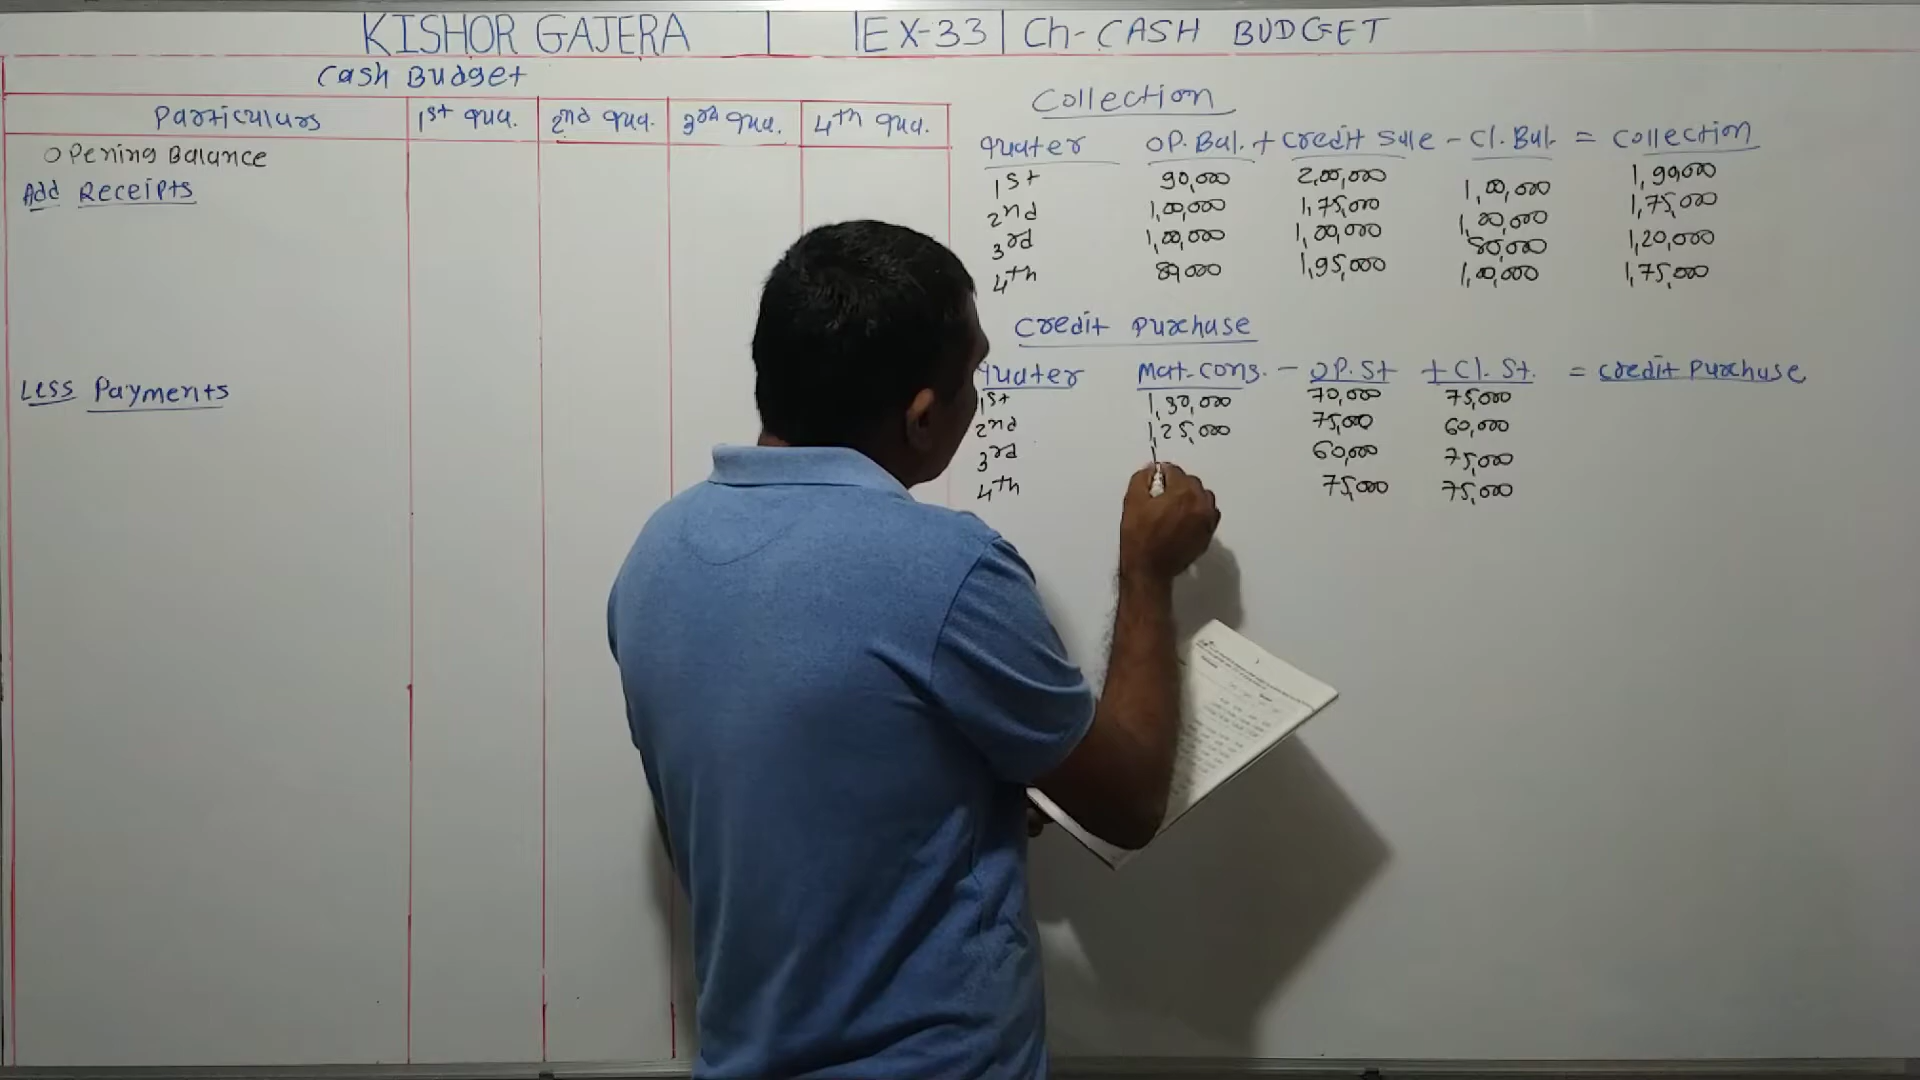 KISHOR GAJERA | EX-33 | Ch- CASH BUDGET
Cash Budget
Particulars 1st qua. 2nd qua. 3rd qua. 4th qua.
Opening Balance
Add Receipts
Less Payments
Collection
quater OP. Bal. + Credit Sale - Cl. Bal. = Collection
1st 90,000 2,00,000 1,00,000 1,90,000
2nd 1,00,000 1,75,000 1,00,000 1,75,000
3rd 1,00,000 1,00,000 80,000 1,20,000
4th 80,000 1,95,000 1,00,000 1,75,000
Credit Purchase
quater Mat. Cons. - OP. St + Cl. St. = Credit Purchase
1st 1,30,000 70,000 75,000
2nd 1,25,000 75,000 60,000
3rd 60,000 75,000
4th 75,000 75,000